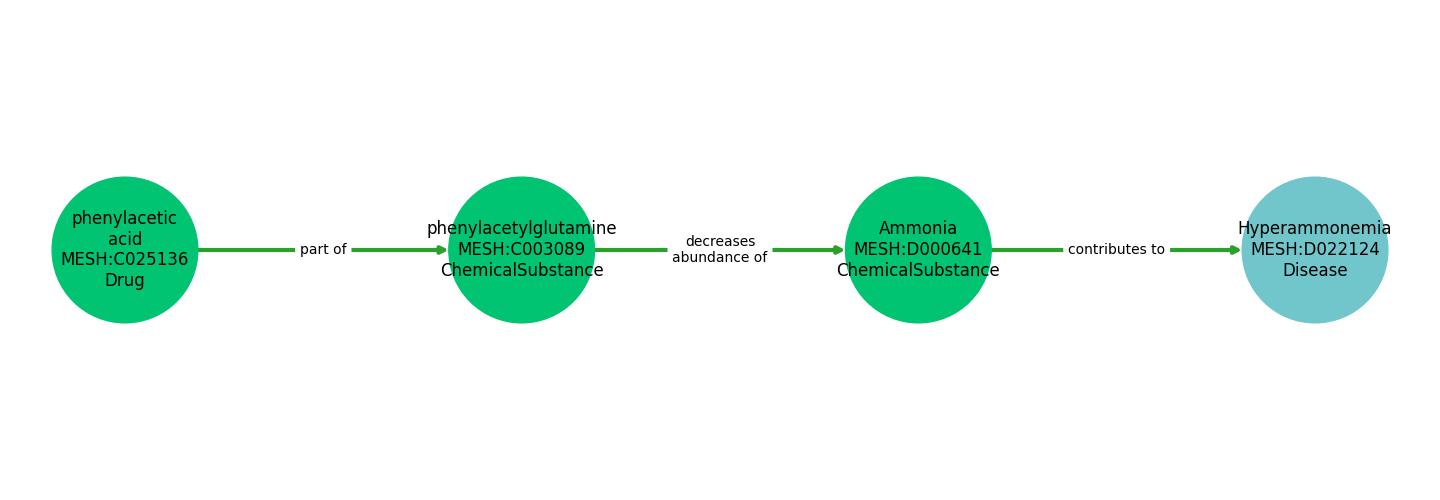 phenylacetic
acid
MESH:C025136
Drug
part of
phenylacetylglutamine
MESH:C003089
ChemicalSubstance
decreases
abundance of
Ammonia
MESH:D000641
ChemicalSubstance
contributes to
Hyperammonemia
MESH:D022124
Disease